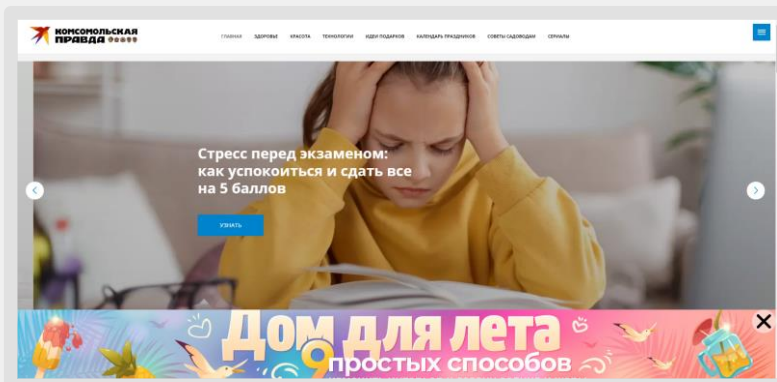 КОМСОМОЛЬСКАЯ
ПРАВДА
ГЛАВНАЯ ЗДОРОВЬЕ КРАСОТА ТЕХНОЛОГИИ ИДЕИ ПОДАРКОВ КАЛЕНДАРЬ ПРАЗДНИКОВ СОВЕТЫ САДОВОДАМ СЕРИАЛЫ
Стресс перед экзаменом:
как успокоиться и сдать все
на 5 баллов
УЗНАТЬ
Дом для лета
9 простых способов